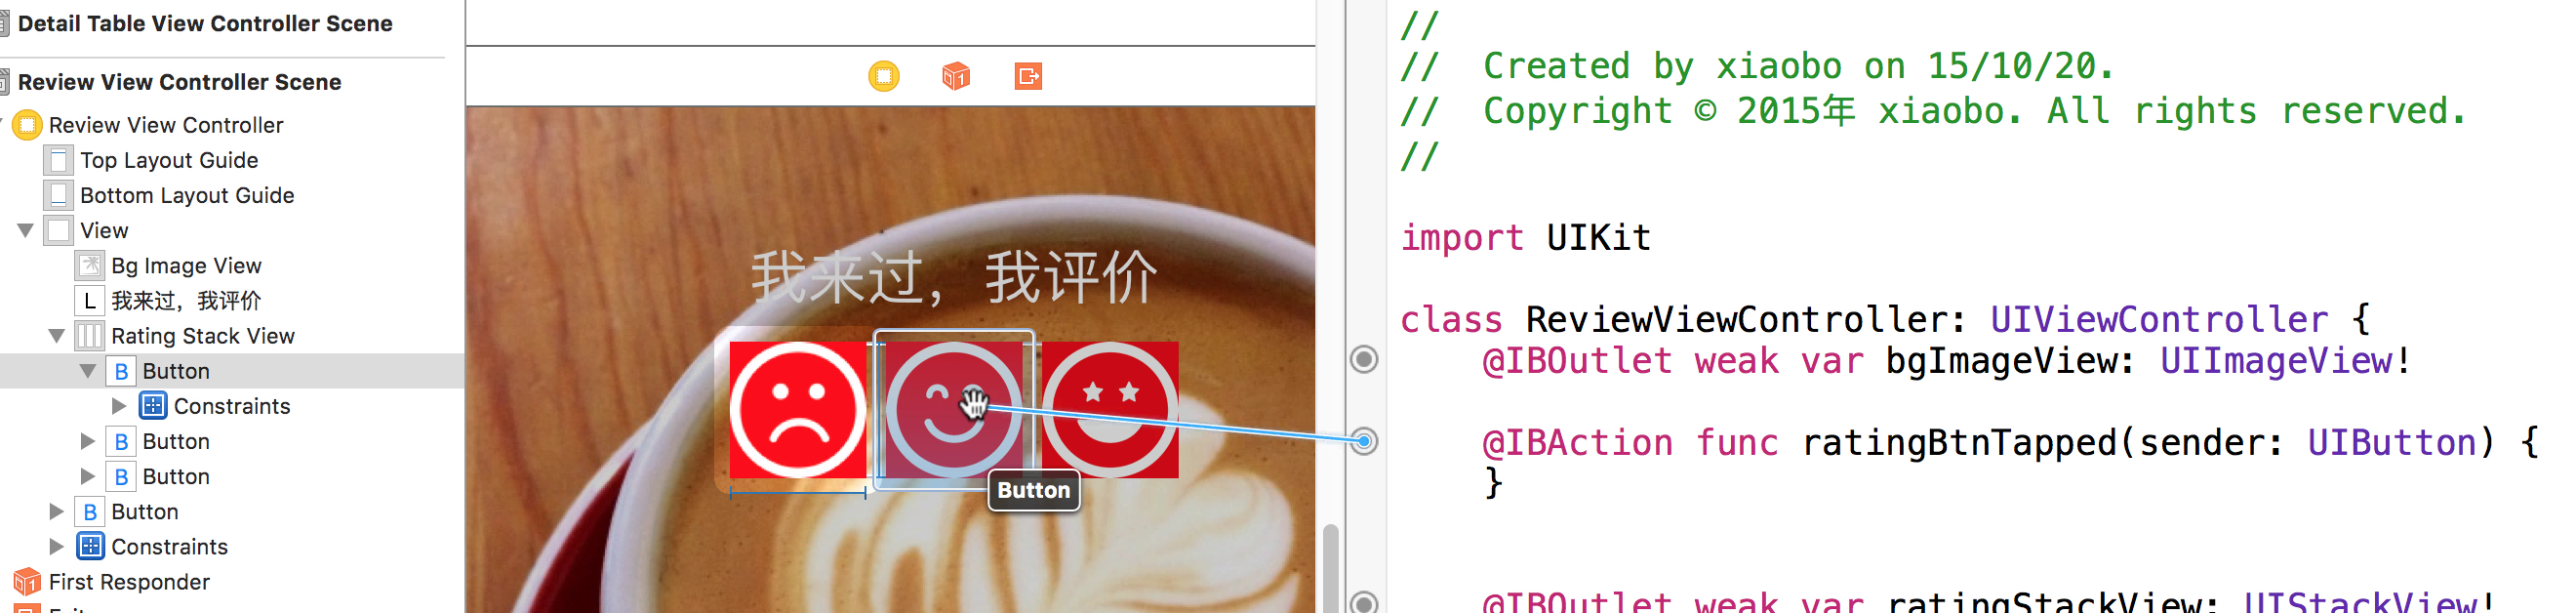 Detail Table View Controller Scene
Review View Controller Scene
Review View Controller
Top Layout Guide
Bottom Layout Guide
View
Bg Image View
L 我来过，我评价
Rating Stack View
B Button
Constraints
B Button
B Button
B Button
Constraints
First Responder
我来过，我评价
Button
//
// Created by xiaobo on 15/10/20.
// Copyright © 2015年 xiaobo. All rights reserved.
//
import UIKit
class ReviewViewController: UIViewController {
@IBOutlet weak var bgImageView: UIImageView!
@IBAction func ratingBtnTapped(sender: UIButton) {
}
@IBOutlet weak var ratingStackView: UIStackView!